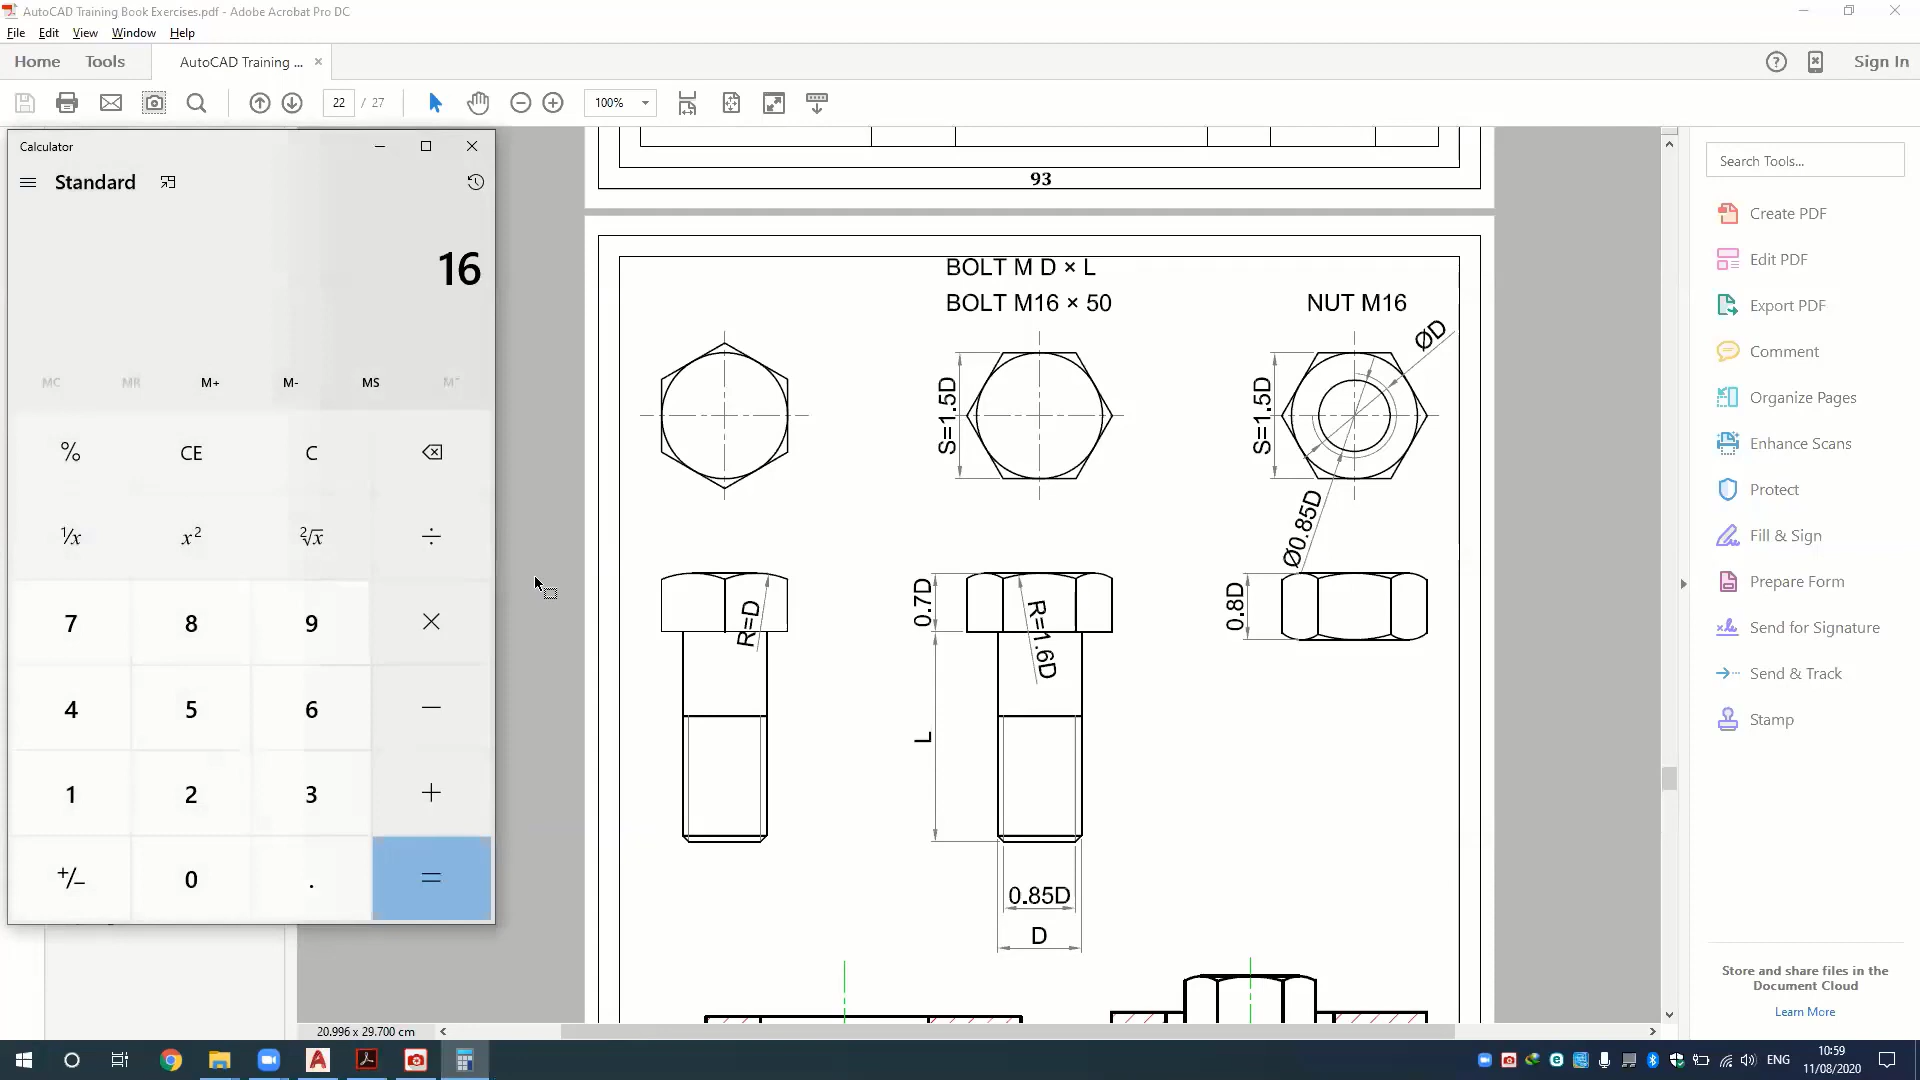 AutoCAD Training Book Exercises.pdf - Adobe Acrobat Pro DC
File Edit View Window Help
Home Tools AutoCAD Training ... × Sign In
22 / 27 100%
Calculator
Standard
16
MC MR M+ M- MS
% CE C
¹/x x² ²√x ÷
7 8 9 ×
4 5 6 −
1 2 3 +
+/− 0 . =
93
BOLT M D × L
BOLT M16 × 50
NUT M16
S=1.5D
S=1.5D
ØD
Ø0.85D
R=D
0.7D
R=1.6D
0.8D
L
0.85D
D
20.996 x 29.700 cm
Search Tools...
Create PDF
Edit PDF
Export PDF
Comment
Organize Pages
Enhance Scans
Protect
Fill & Sign
Prepare Form
Send for Signature
Send & Track
Stamp
Store and share files in the
Document Cloud
Learn More
ENG
10:59
11/08/2020